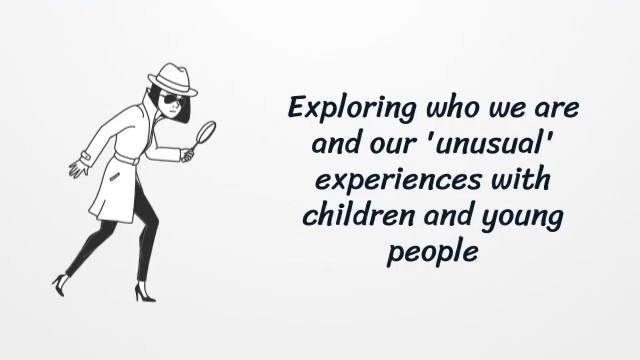 Exploring who we are
and our 'unusual'
experiences with
children and young
people